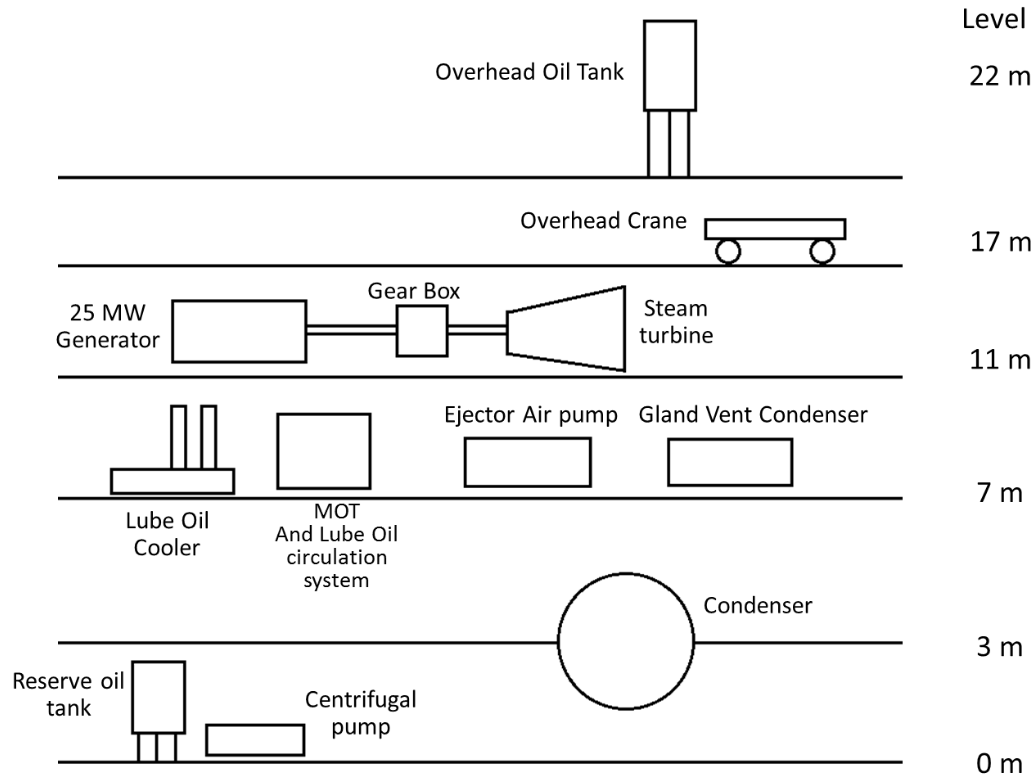 Level
Overhead Oil Tank
22 m
Overhead Crane
17 m
Gear Box
25 MW
Generator
Steam
turbine
11 m
Ejector Air pump
Gland Vent Condenser
7 m
Lube Oil
Cooler
MOT
And Lube Oil
circulation
system
Condenser
3 m
Reserve oil
tank
Centrifugal
pump
0 m